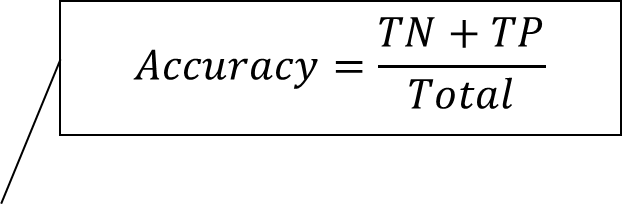 Accuracy = (TN + TP) / Total